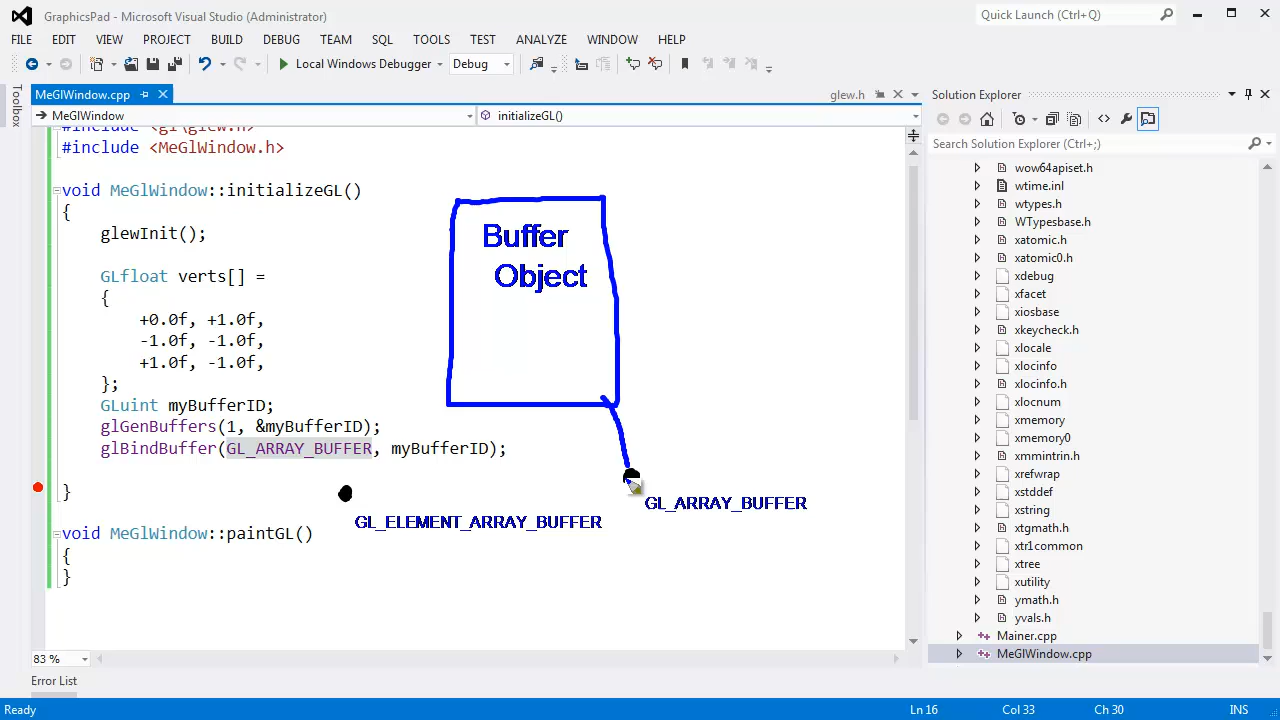 GraphicsPad - Microsoft Visual Studio (Administrator)
Quick Launch (Ctrl+Q)
FILE EDIT VIEW PROJECT BUILD DEBUG TEAM SQL TOOLS TEST ANALYZE WINDOW HELP
Local Windows Debugger Debug
Toolbox
MeGlWindow.cpp
glew.h
MeGlWindow
initializeGL()
#include <gl\glew.h>
#include <MeGlWindow.h>
void MeGlWindow::initializeGL()
{
glewInit();
GLfloat verts[] =
{
+0.0f, +1.0f,
-1.0f, -1.0f,
+1.0f, -1.0f,
};
GLuint myBufferID;
glGenBuffers(1, &myBufferID);
glBindBuffer(GL_ARRAY_BUFFER, myBufferID);
}
void MeGlWindow::paintGL()
{
}
Buffer
Object
GL_ARRAY_BUFFER
GL_ELEMENT_ARRAY_BUFFER
83 %
Solution Explorer
Search Solution Explorer (Ctrl+;)
wow64apiset.h
wtime.inl
wtypes.h
WTypesbase.h
xatomic.h
xatomic0.h
xdebug
xfacet
xiosbase
xkeycheck.h
xlocale
xlocinfo
xlocinfo.h
xlocnum
xmemory
xmemory0
xmmintrin.h
xrefwrap
xstddef
xstring
xtgmath.h
xtr1common
xtree
xutility
ymath.h
yvals.h
Mainer.cpp
MeGlWindow.cpp
Error List
Ready
Ln 16 Col 33 Ch 30 INS